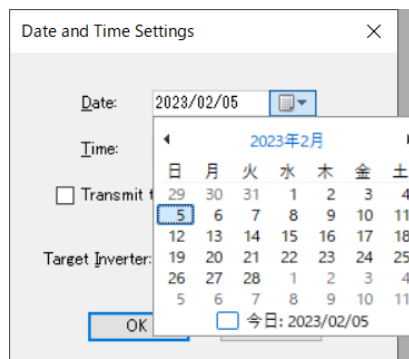 Date and Time Settings
Date: 2023/02/05
Time:
2023年2月
日 月 火 水 木 金 土
Transmit t
29 30 31 1 2 3 4
5 6 7 8 9 10 11
12 13 14 15 16 17 18
Target Inverter:
19 20 21 22 23 24 25
26 27 28 1 2 3 4
5 6 7 8 9 10 11
OK
今日: 2023/02/05